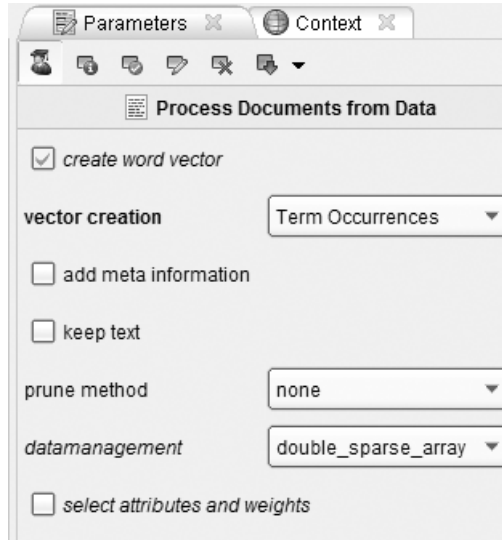 Parameters
Context
Process Documents from Data
create word vector
vector creation Term Occurrences
add meta information
keep text
prune method none
datamanagement double_sparse_array
select attributes and weights